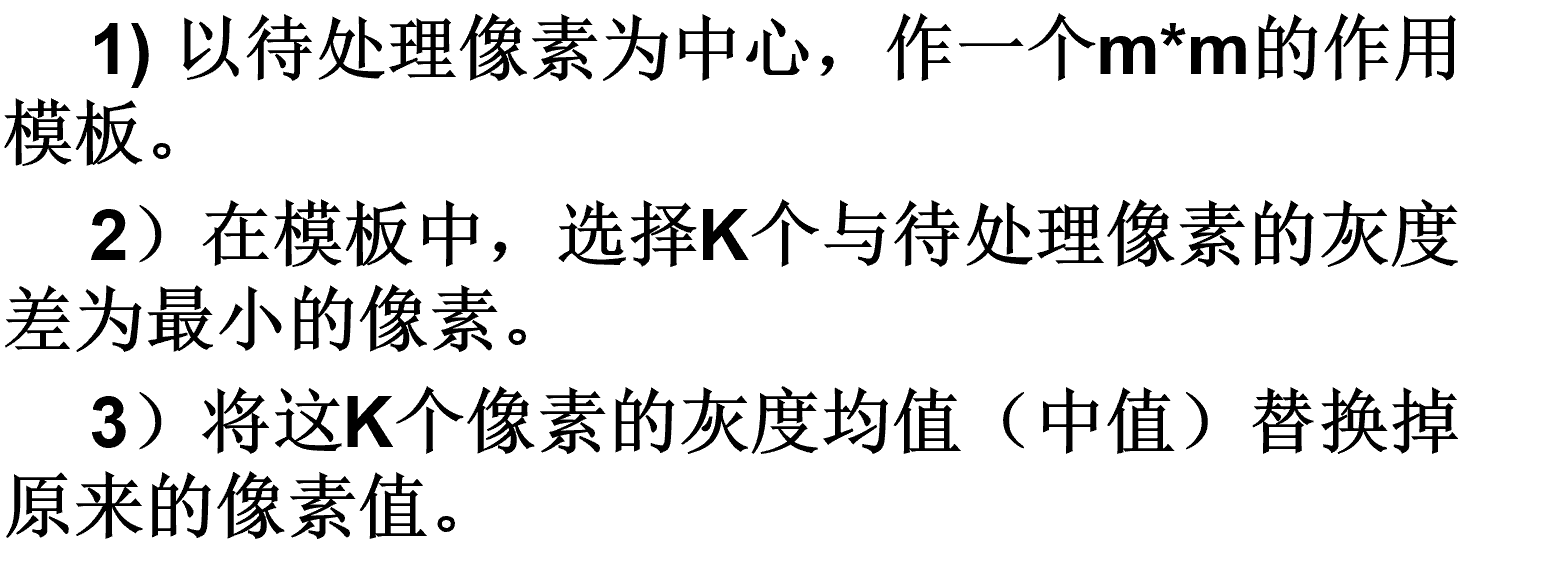 1) 以待处理像素为中心，作一个m*m的作用
模板。
2）在模板中，选择K个与待处理像素的灰度
差为最小的像素。
3）将这K个像素的灰度均值（中值）替换掉
原来的像素值。